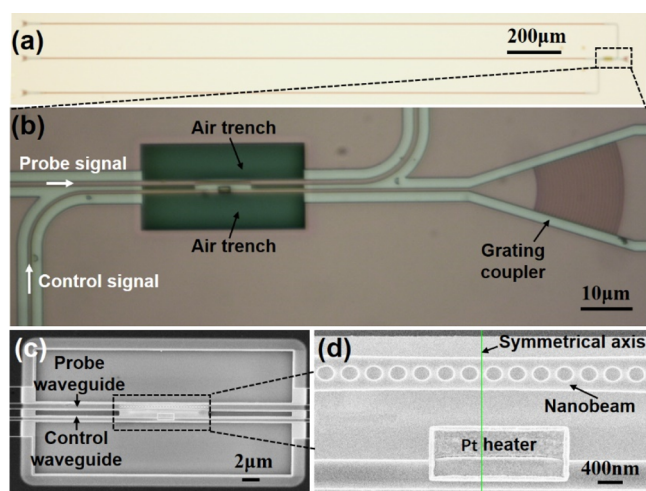 (a)
200μm
(b)
Air trench
Probe signal
Air trench
Control signal
Grating
coupler
10μm
(c)
Probe
waveguide
Control
waveguide
2μm
(d)
Symmetrical axis
Nanobeam
Pt heater
400nm